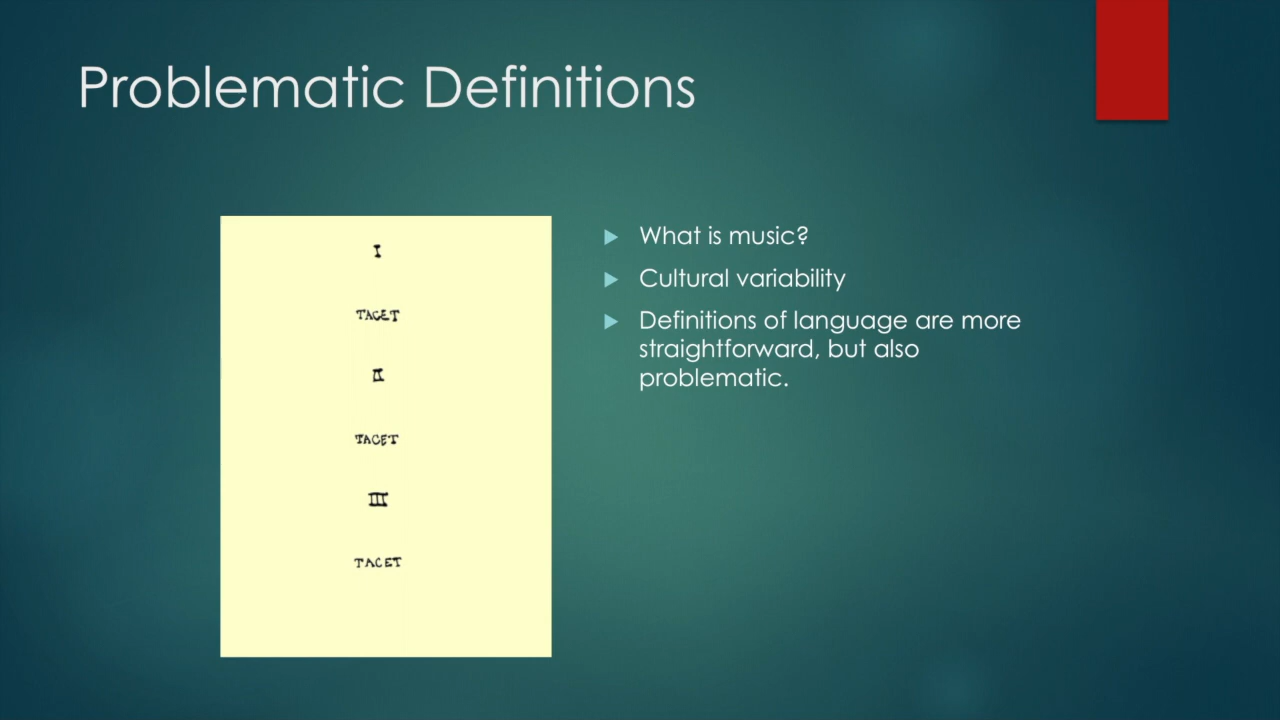 Problematic Definitions
I
TACET
II
TACET
III
TACET
What is music?
Cultural variability
Definitions of language are more
straightforward, but also
problematic.